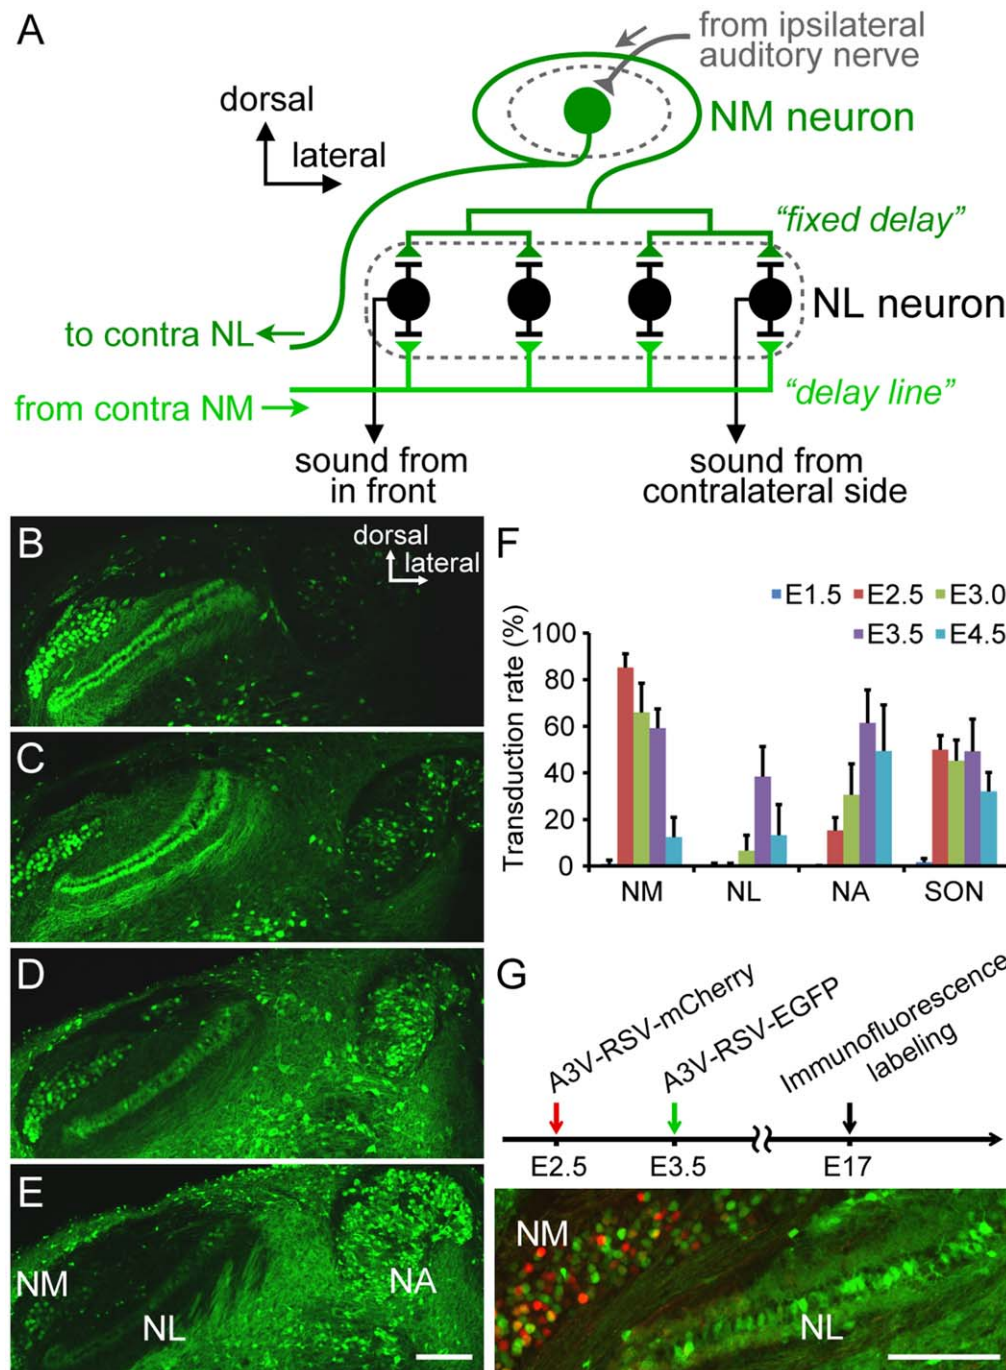 A
from ipsilateral
auditory nerve
dorsal
lateral
NM neuron
“fixed delay”
NL neuron
to contra NL
from contra NM
“delay line”
sound from
in front
sound from
contralateral side
B
dorsal
lateral
C
D
E
NM
NL
NA
F
E1.5 E2.5 E3.0
E3.5 E4.5
Transduction rate (%)
100
80
60
40
20
0
NM NL NA SON
G
A3V-RSV-mCherry
A3V-RSV-EGFP
Immunofluorescence
labeling
E2.5 E3.5 E17
NM
NL